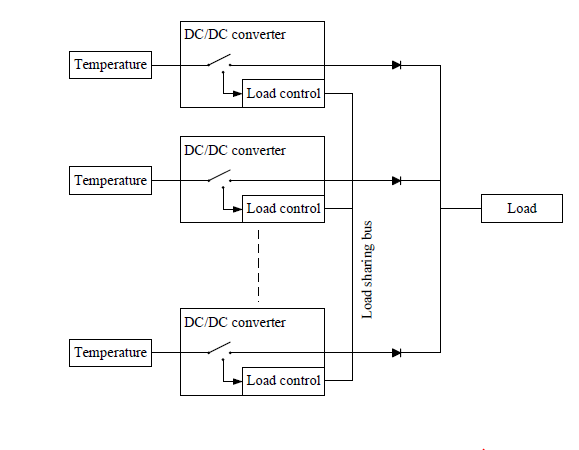 DC/DC converter
Temperature
Load control
DC/DC converter
Temperature
Load control
Load
Load sharing bus
DC/DC converter
Temperature
Load control